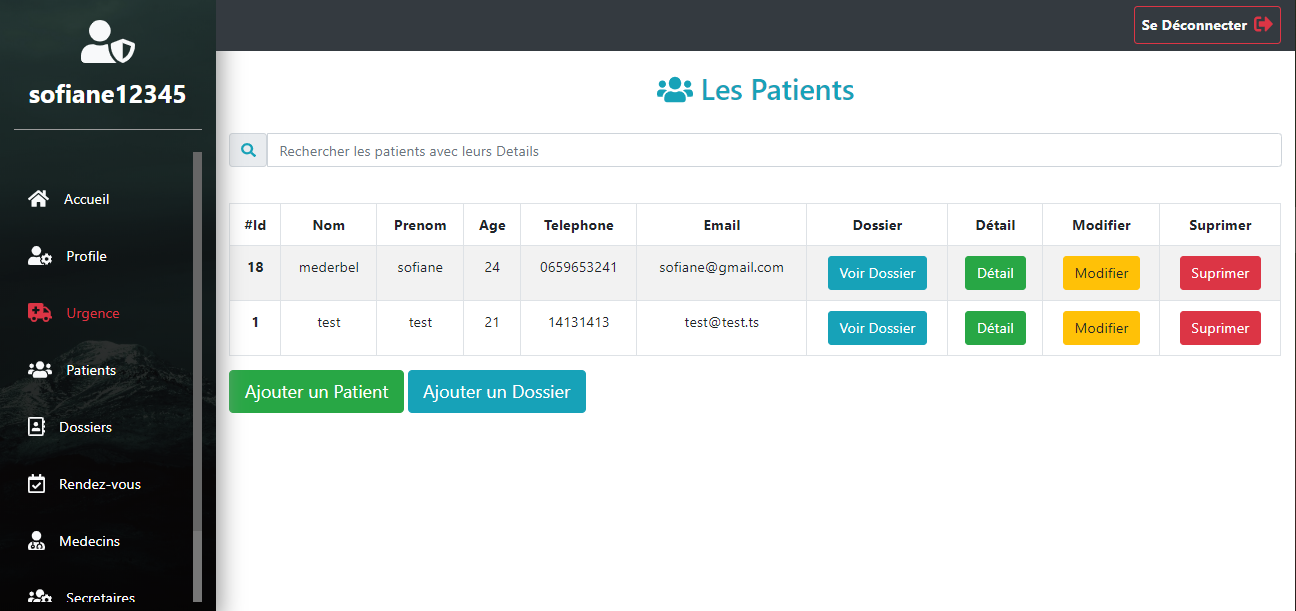 sofiane12345
Accueil
Profile
Urgence
Patients
Dossiers
Rendez-vous
Medecins
Secretaires
Se Déconnecter
Les Patients
Rechercher les patients avec leurs Details
#Id Nom Prenom Age Telephone Email Dossier Détail Modifier Suprimer
18 mederbel sofiane 24 0659653241 sofiane@gmail.com Voir Dossier Détail Modifier Suprimer
1 test test 21 14131413 test@test.ts Voir Dossier Détail Modifier Suprimer
Ajouter un Patient Ajouter un Dossier